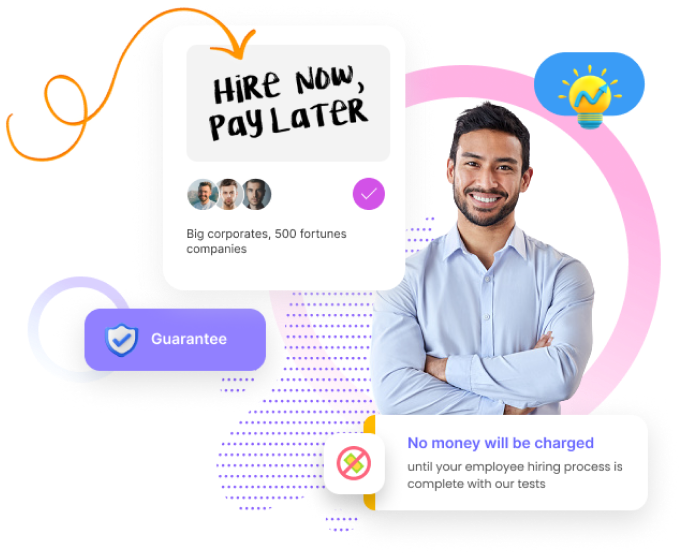 HiRE NOW,
PAY LATER
Big corporates, 500 fortunes
companies
Guarantee
No money will be charged
until your employee hiring process is
complete with our tests